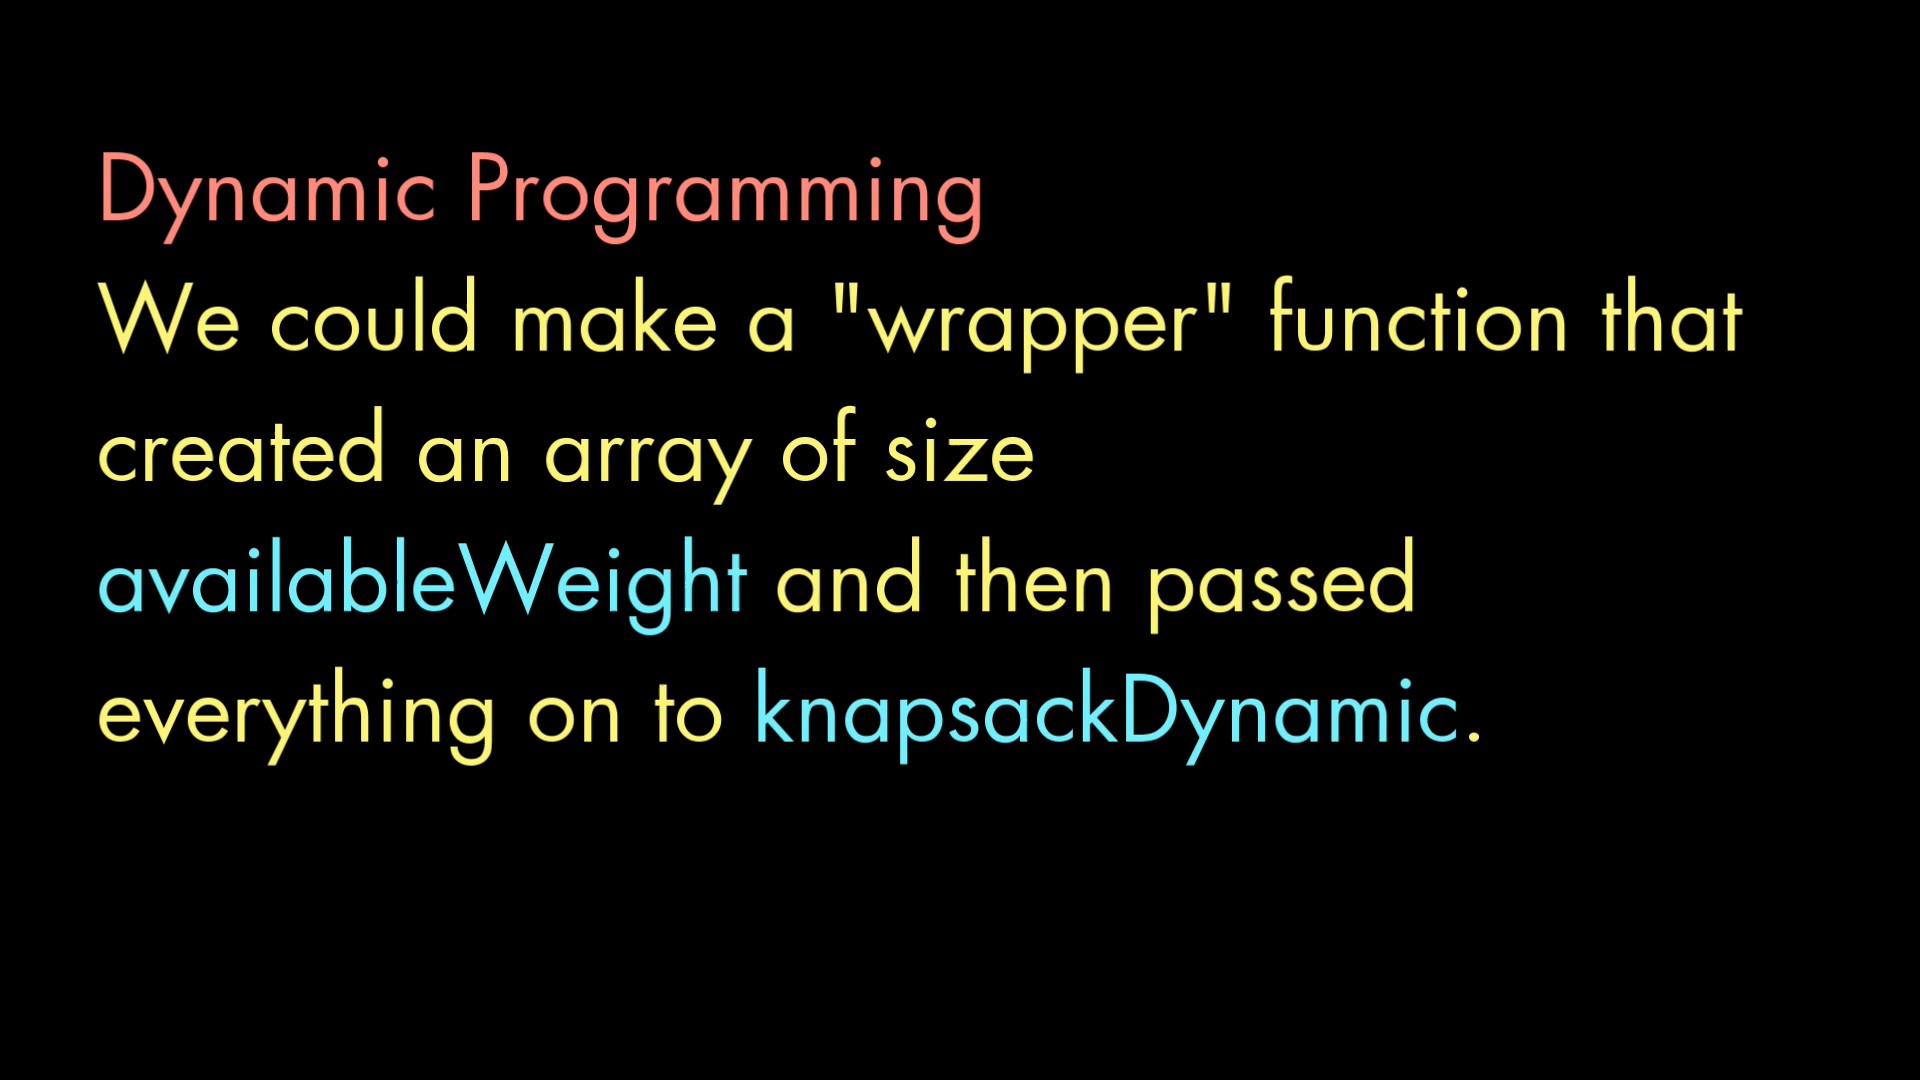 Dynamic Programming
We could make a "wrapper" function that
created an array of size
availableWeight and then passed
everything on to knapsackDynamic.